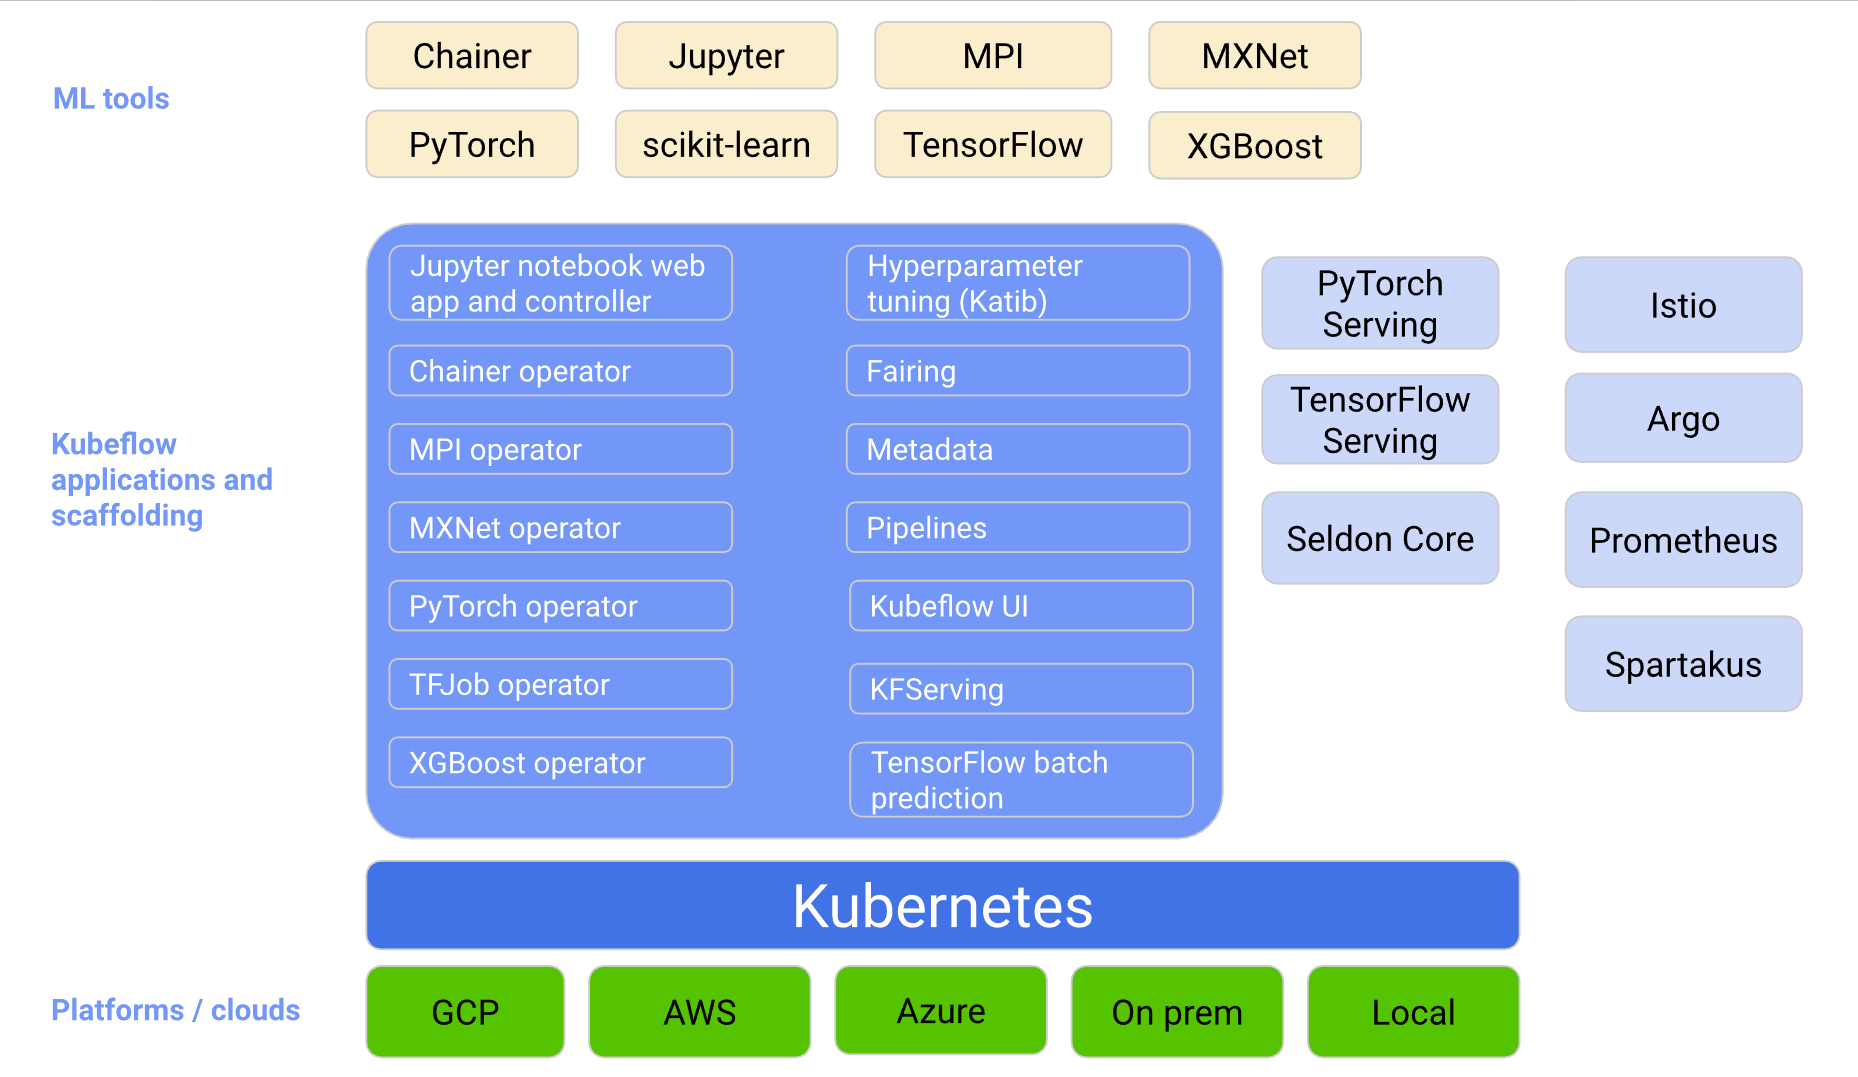 ML tools
Chainer
Jupyter
MPI
MXNet
PyTorch
scikit-learn
TensorFlow
XGBoost
Kubeflow
applications and
scaffolding
Jupyter notebook web
app and controller
Chainer operator
MPI operator
MXNet operator
PyTorch operator
TFJob operator
XGBoost operator
Hyperparameter
tuning (Katib)
Fairing
Metadata
Pipelines
Kubeflow UI
KFServing
TensorFlow batch
prediction
PyTorch
Serving
TensorFlow
Serving
Seldon Core
Istio
Argo
Prometheus
Spartakus
Kubernetes
Platforms / clouds
GCP
AWS
Azure
On prem
Local